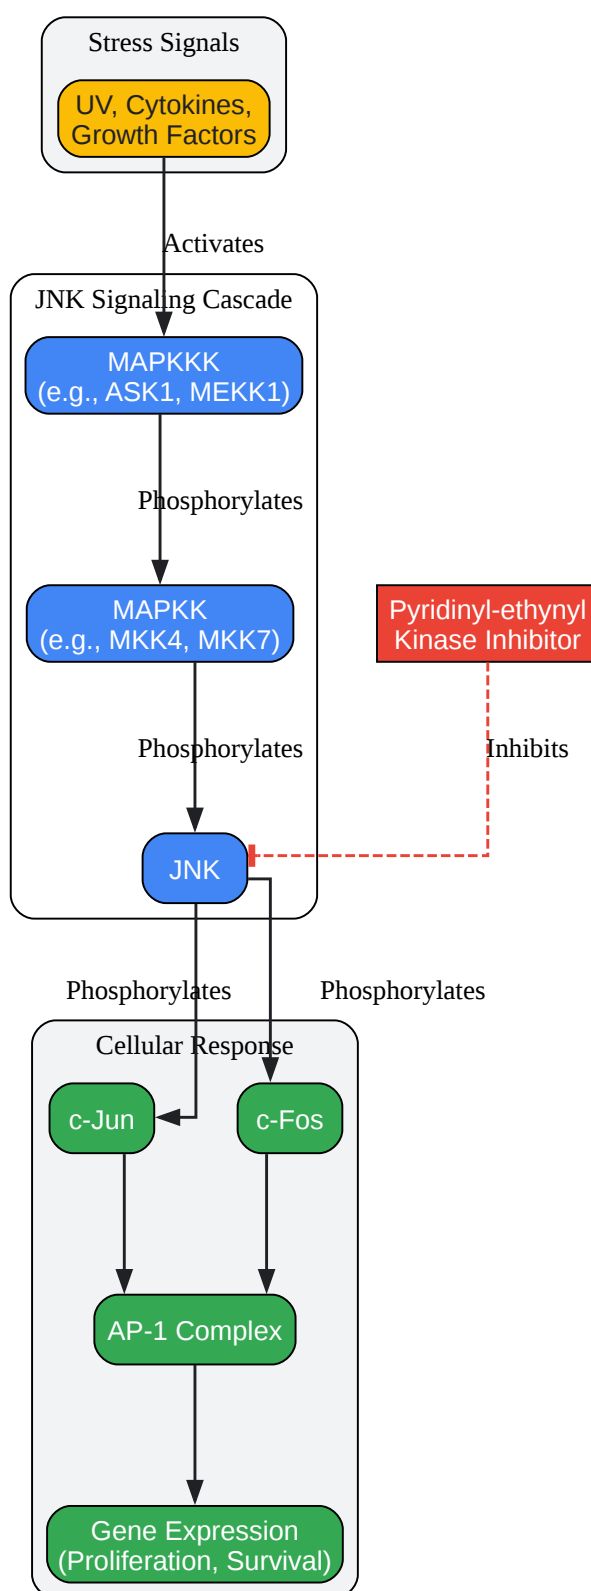 Stress Signals
UV, Cytokines,
Growth Factors
Activates
JNK Signaling Cascade
MAPKKK
(e.g., ASK1, MEKK1)
Phosphorylates
MAPKK
(e.g., MKK4, MKK7)
Pyridinyl-ethynyl
Kinase Inhibitor
Phosphorylates
Inhibits
JNK
Phosphorylates
Phosphorylates
Cellular Response
c-Jun
c-Fos
AP-1 Complex
Gene Expression
(Proliferation, Survival)